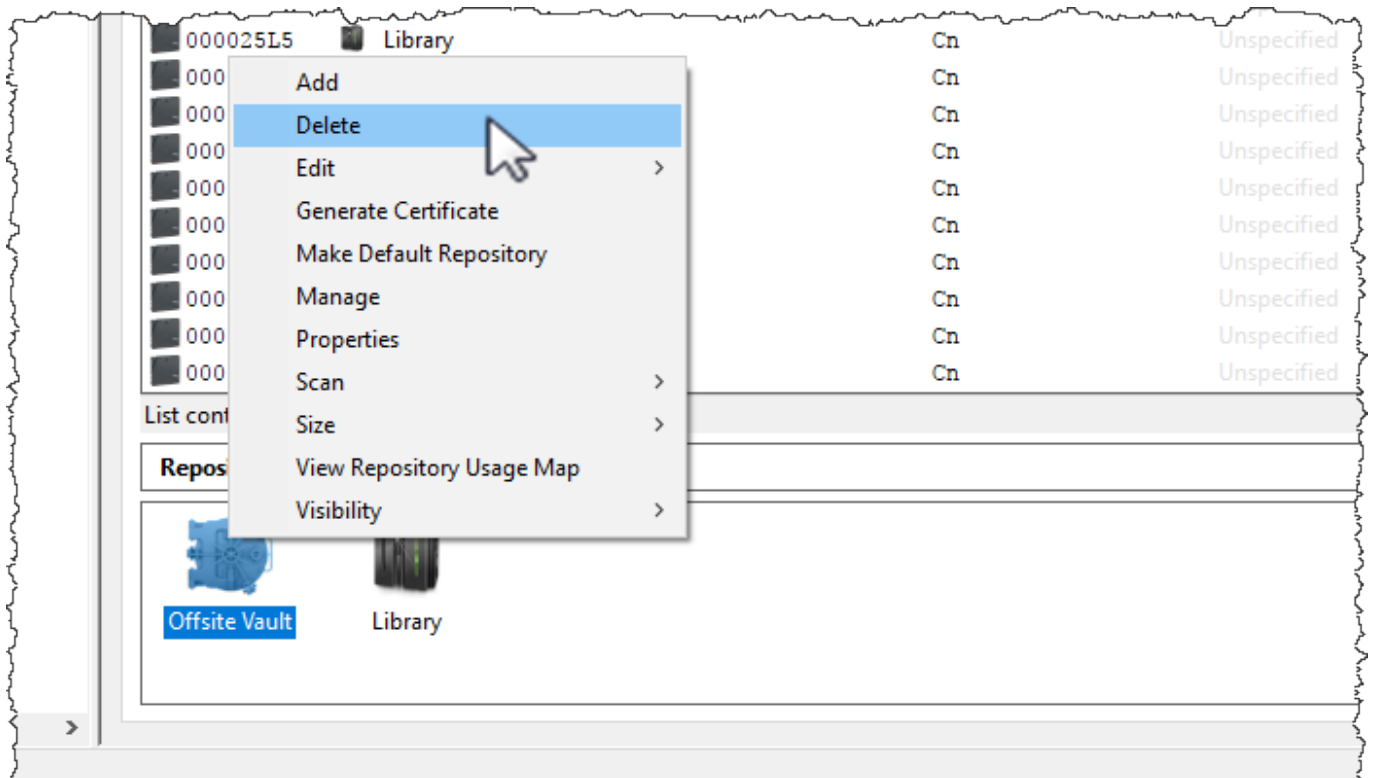 000025L5 Library Cn Unspecified
000 Cn Unspecified
Add
000 Cn Unspecified
Delete
000 Cn Unspecified
Edit >
000 Cn Unspecified
Generate Certificate
000 Cn Unspecified
Make Default Repository
000 Cn Unspecified
Manage
000 Cn Unspecified
Properties
000 Cn Unspecified
Scan >
000 Cn Unspecified
List cont
Size >
Reposi
View Repository Usage Map
Visibility >
Offsite Vault Library
>